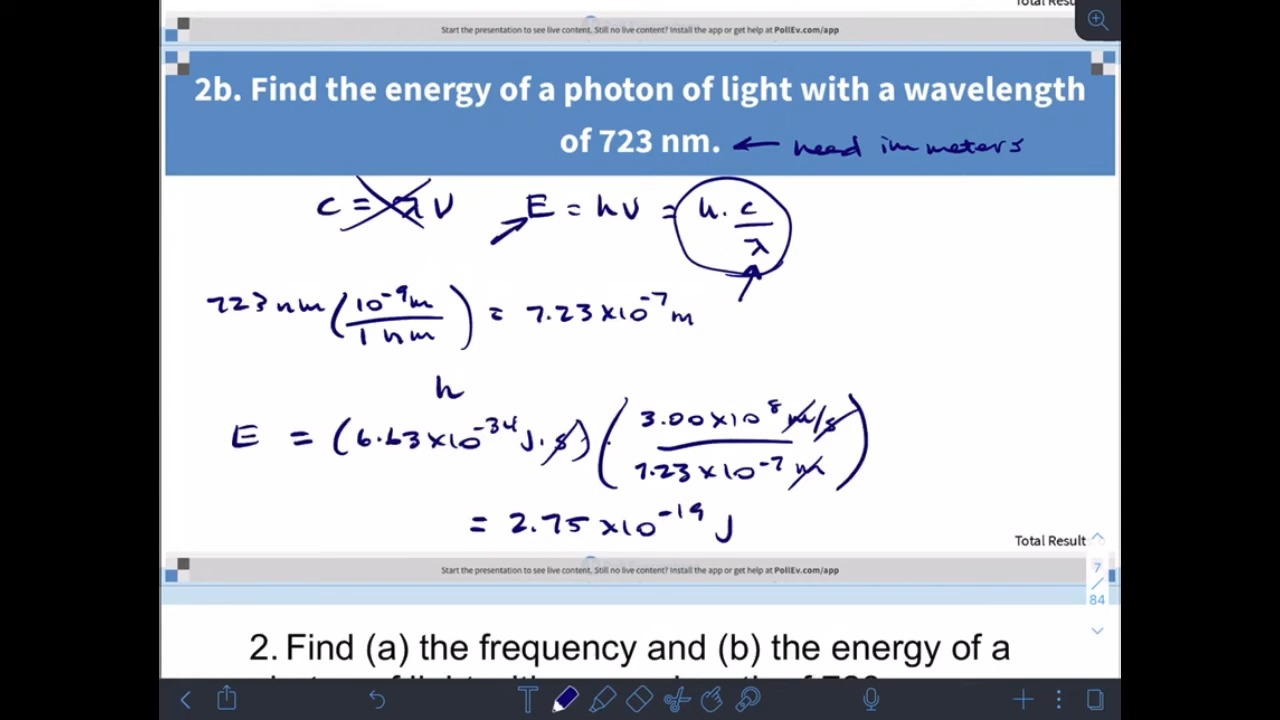 Total Resu
Start the presentation to see live content. Still no live content? Install the app or get help at PollEv.com/app
2b. Find the energy of a photon of light with a wavelength
of 723 nm. ← need in meters
c = λν E = hν = h · c/λ
723 nm (10⁻⁹m / 1 nm) = 7.23 × 10⁻⁷ m
h
E = (6.63 × 10⁻³⁴ J·s) (3.00 × 10⁸ m/s / 7.23 × 10⁻⁷ m)
= 2.75 × 10⁻¹⁹ J
Total Result
7
/
84
Start the presentation to see live content. Still no live content? Install the app or get help at PollEv.com/app
2. Find (a) the frequency and (b) the energy of a